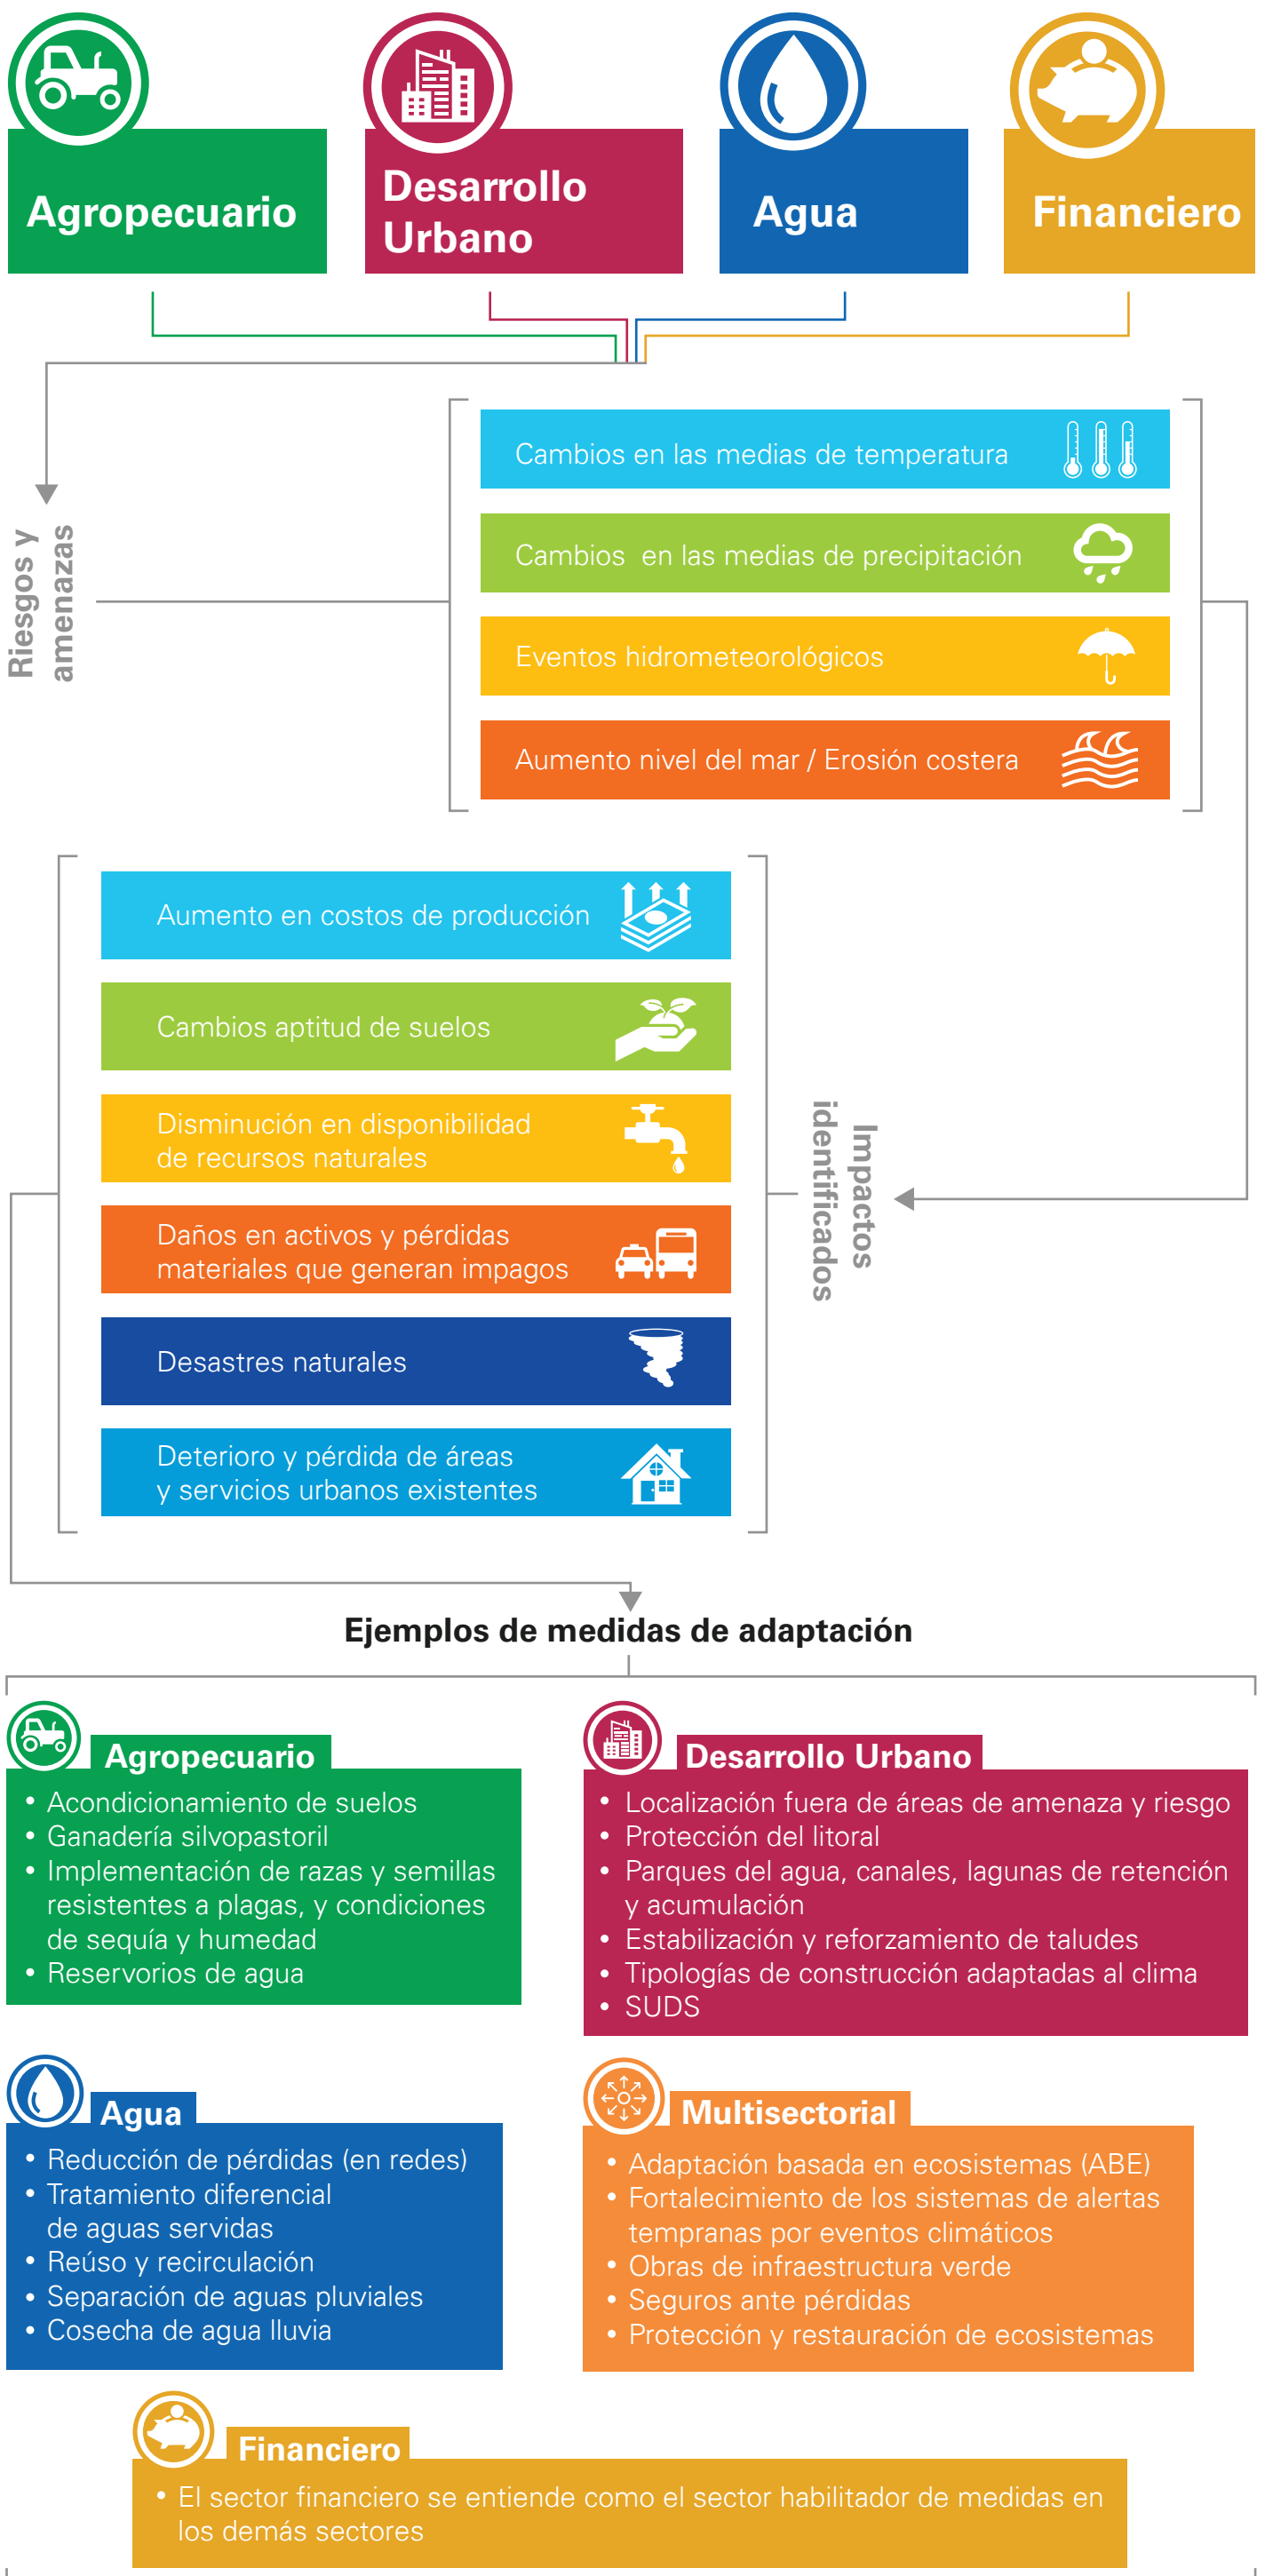 Agropecuario
Desarrollo
Urbano
Agua
Financiero
Riesgos y
amenazas
Cambios en las medias de temperatura
Cambios en las medias de precipitación
Eventos hidrometeorológicos
Aumento nivel del mar / Erosión costera
Impactos
identificados
Aumento en costos de producción
Cambios aptitud de suelos
Disminución en disponibilidad
de recursos naturales
Daños en activos y pérdidas
materiales que generan impagos
Desastres naturales
Deterioro y pérdida de áreas
y servicios urbanos existentes
Ejemplos de medidas de adaptación
Agropecuario
• Acondicionamiento de suelos
• Ganadería silvopastoril
• Implementación de razas y semillas
resistentes a plagas, y condiciones
de sequía y humedad
• Reservorios de agua
Desarrollo Urbano
• Localización fuera de áreas de amenaza y riesgo
• Protección del litoral
• Parques del agua, canales, lagunas de retención
y acumulación
• Estabilización y reforzamiento de taludes
• Tipologías de construcción adaptadas al clima
• SUDS
Agua
• Reducción de pérdidas (en redes)
• Tratamiento diferencial
de aguas servidas
• Reúso y recirculación
• Separación de aguas pluviales
• Cosecha de agua lluvia
Multisectorial
• Adaptación basada en ecosistemas (ABE)
• Fortalecimiento de los sistemas de alertas
tempranas por eventos climáticos
• Obras de infraestructura verde
• Seguros ante pérdidas
• Protección y restauración de ecosistemas
Financiero
• El sector financiero se entiende como el sector habilitador de medidas en
los demás sectores